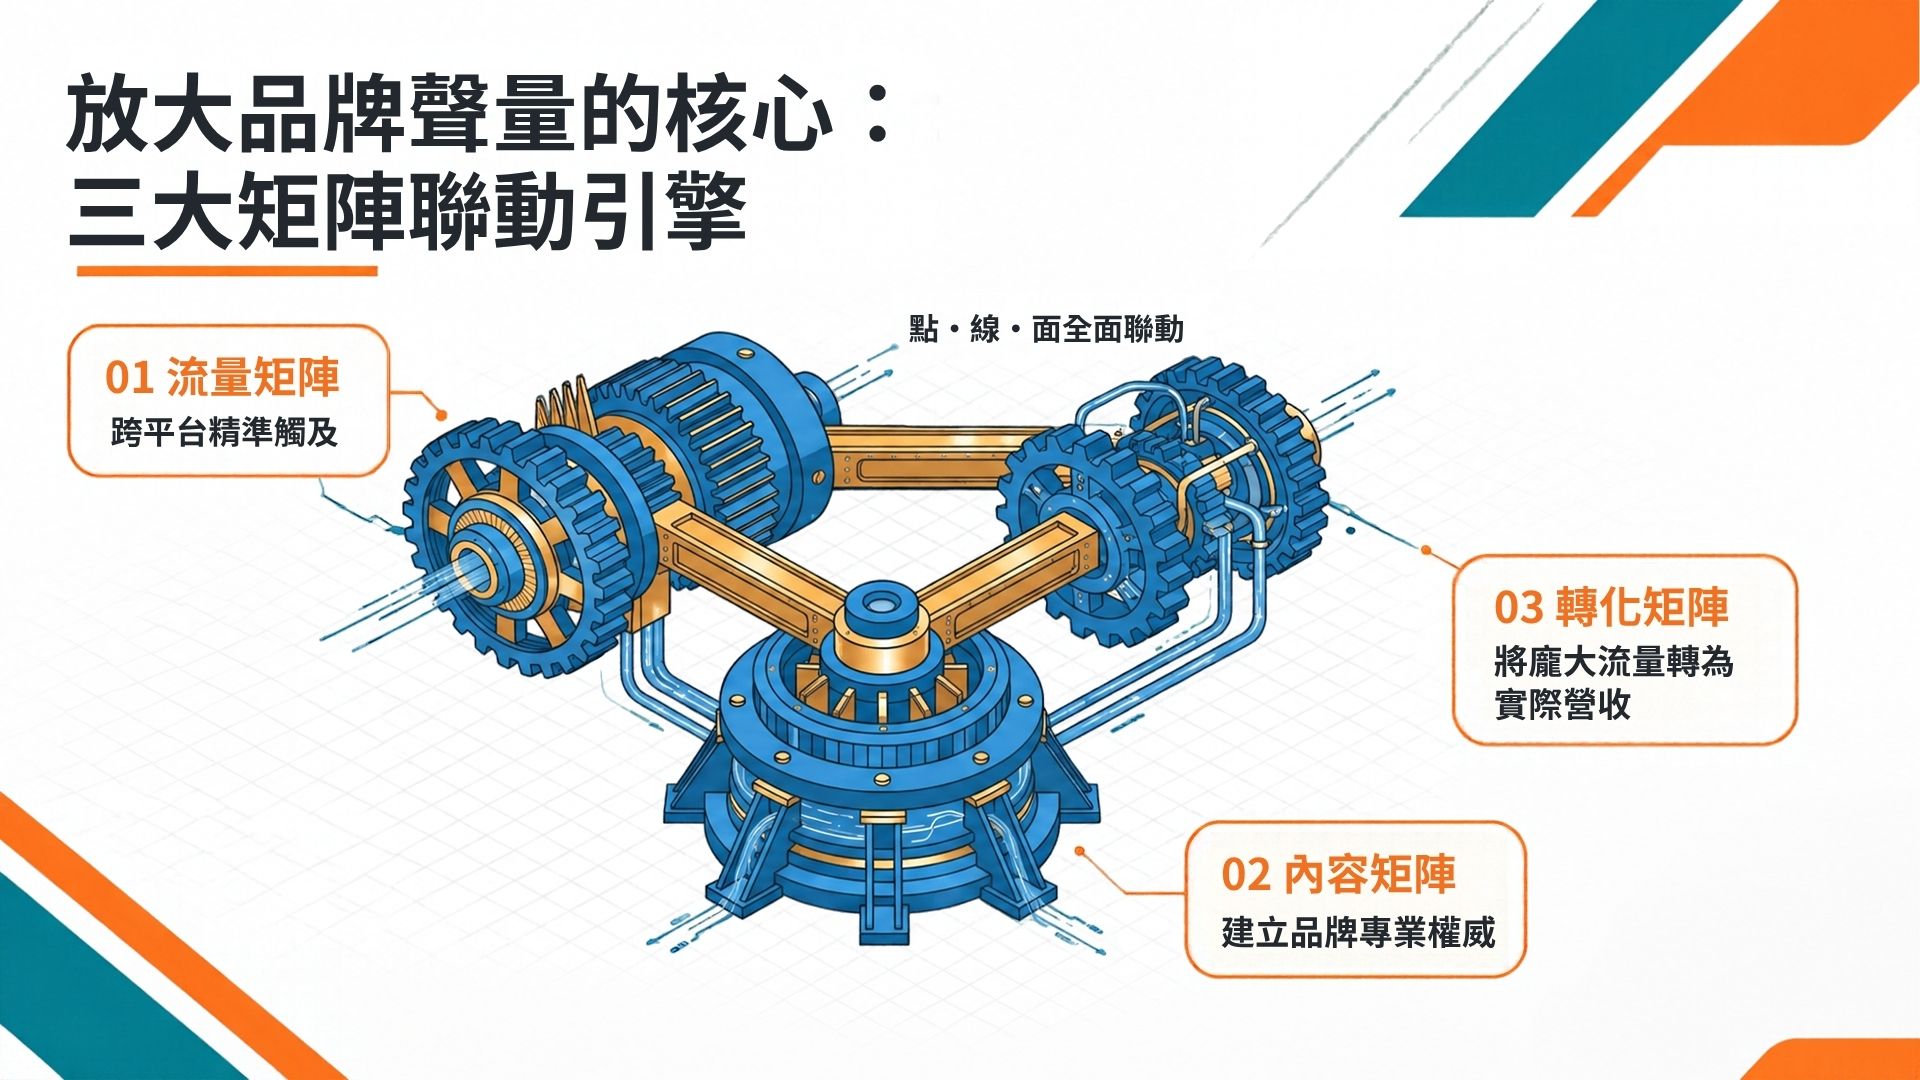 放大品牌聲量的核心：
三大矩陣聯動引擎
點・線・面全面聯動
01 流量矩陣
跨平台精準觸及
03 轉化矩陣
將龐大流量轉為
實際營收
02 內容矩陣
建立品牌專業權威